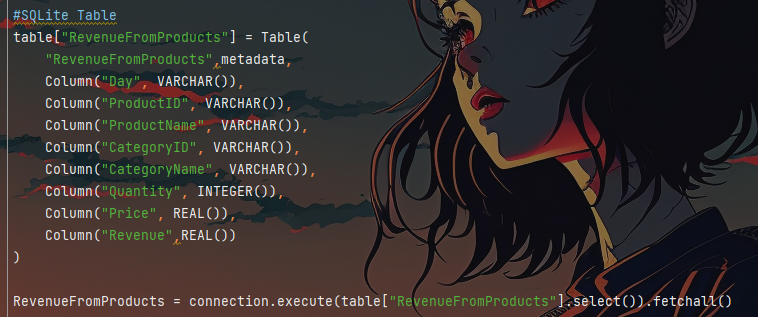 #SQLite Table
table["RevenueFromProducts"] = Table(
    "RevenueFromProducts",metadata,
    Column("Day", VARCHAR()),
    Column("ProductID", VARCHAR()),
    Column("ProductName", VARCHAR()),
    Column("CategoryID", VARCHAR()),
    Column("CategoryName", VARCHAR()),
    Column("Quantity", INTEGER()),
    Column("Price", REAL()),
    Column("Revenue",REAL())
)
RevenueFromProducts = connection.execute(table["RevenueFromProducts"].select()).fetchall()